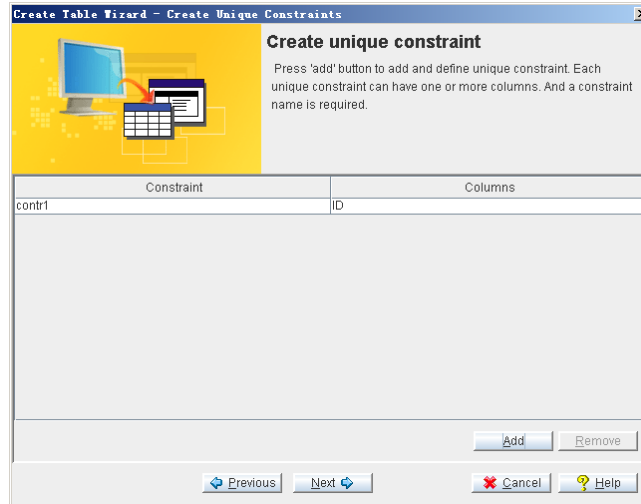 Create Table Wizard - Create Unique Constraints
Create unique constraint
Press 'add' button to add and define unique constraint. Each
unique constraint can have one or more columns. And a constraint
name is required.
Constraint Columns
contr1 ID
Add Remove
Previous Next Cancel Help